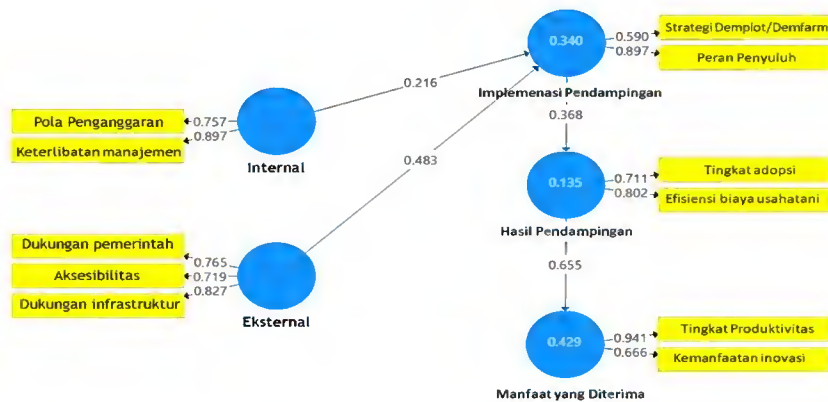 0.340
0.590
Strategi Demplot/Demfarm
0.897
Peran Penyuluh
Implemenasi Pendampingan
0.216
0.368
Pola Penganggaran
0.757
Keterlibatan manajemen
0.897
Internal
0.483
0.135
0.711
Tingkat adopsi
0.802
Efisiensi biaya usahatani
Hasil Pendampingan
Dukungan pemerintah
0.765
Aksesibilitas
0.719
Dukungan infrastruktur
0.827
Eksternal
0.655
0.429
0.941
Tingkat Produktivitas
0.666
Kemanfaatan inovasi
Manfaat yang Diterima